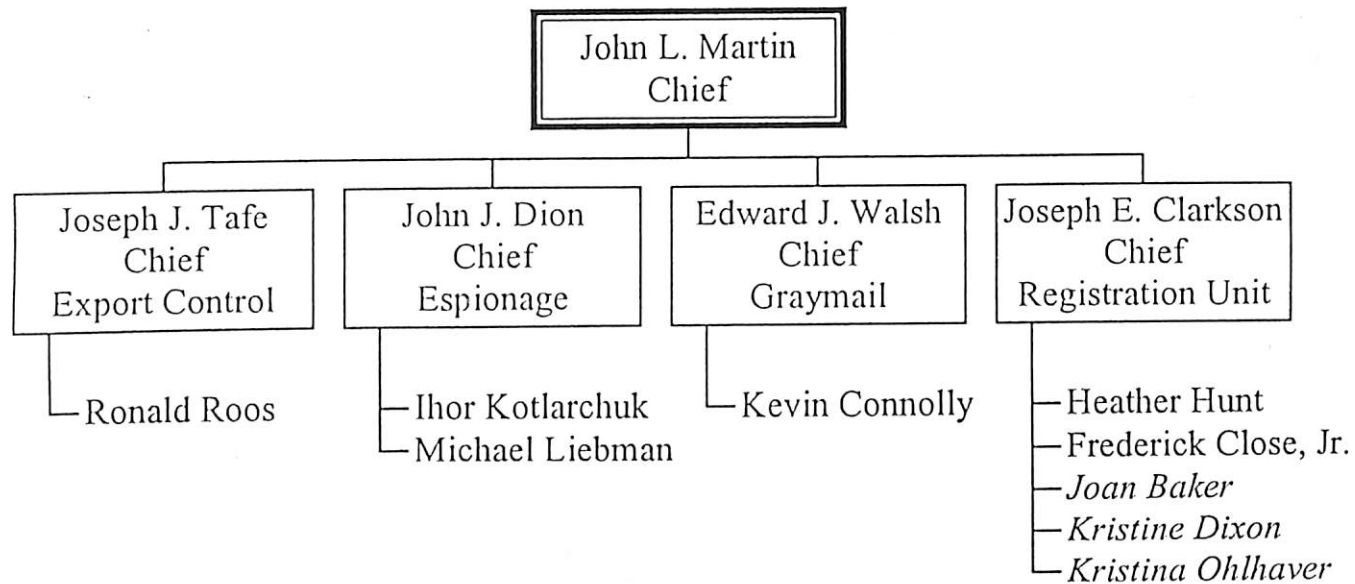 John L. Martin
Chief
Joseph J. Tafe
Chief
Export Control
Ronald Roos
John J. Dion
Chief
Espionage
Ihor Kotlarchuk
Michael Liebman
Edward J. Walsh
Chief
Graymail
Kevin Connolly
Joseph E. Clarkson
Chief
Registration Unit
Heather Hunt
Frederick Close, Jr.
Joan Baker
Kristine Dixon
Kristina Ohlhaver